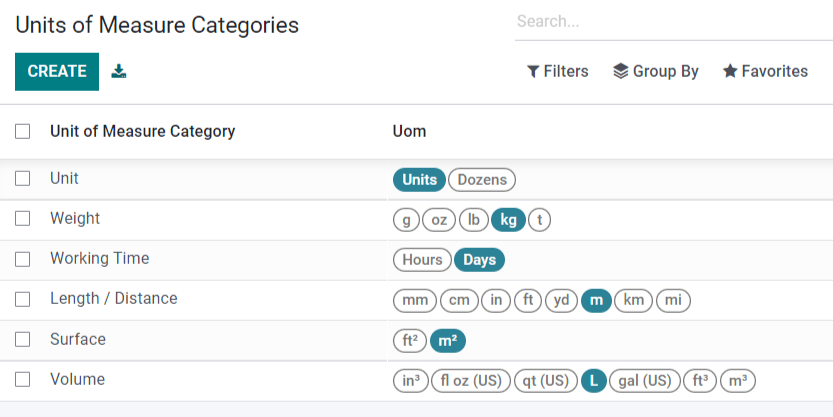 Units of Measure Categories
Search...
CREATE
Filters Group By Favorites
Unit of Measure Category Uom
Unit Units Dozens
Weight g oz lb kg t
Working Time Hours Days
Length / Distance mm cm in ft yd m km mi
Surface ft² m²
Volume in³ fl oz (US) qt (US) L gal (US) ft³ m³